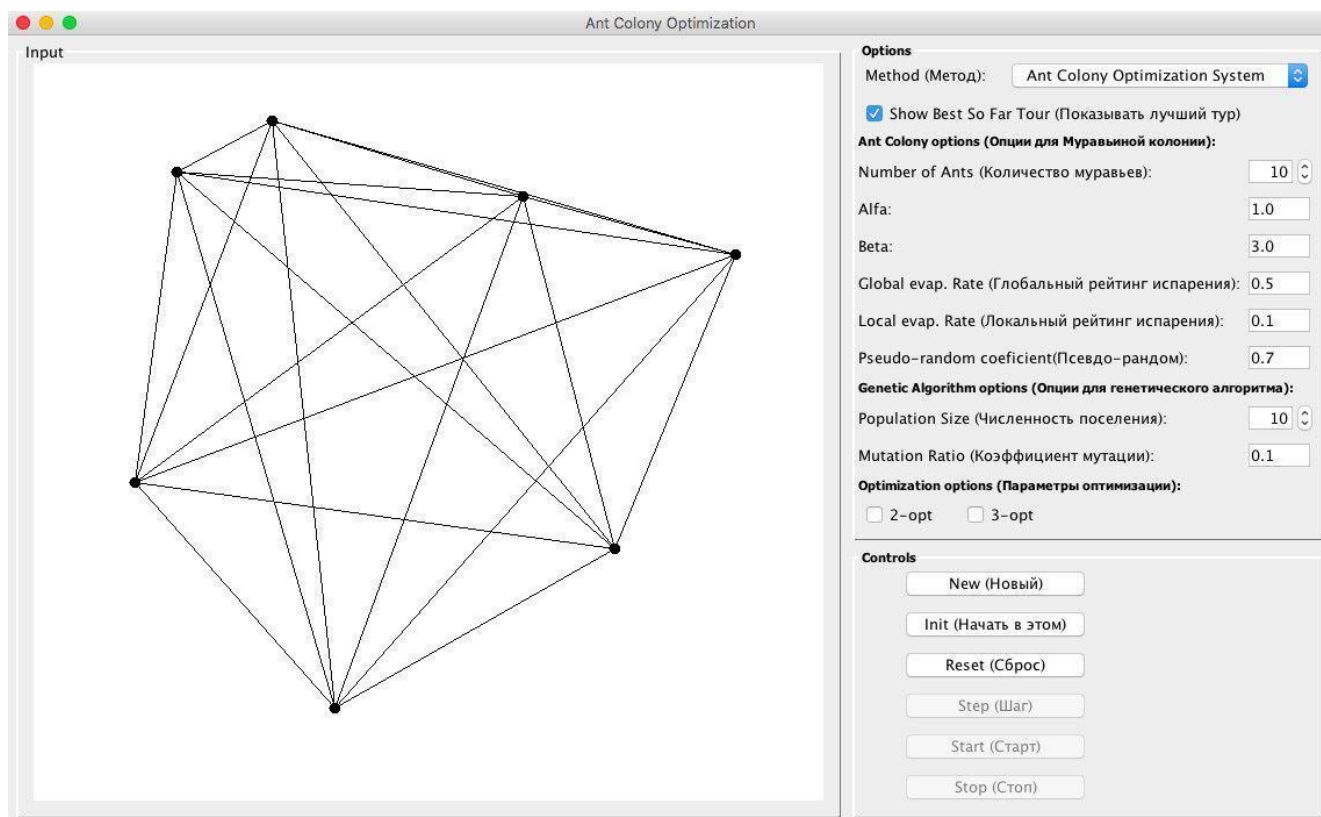 Ant Colony Optimization
Input
Options
Method (Метод): Ant Colony Optimization System
Show Best So Far Tour (Показывать лучший тур)
Ant Colony options (Опции для Муравьиной колонии):
Number of Ants (Количество муравьев): 10
Alfa: 1.0
Beta: 3.0
Global evap. Rate (Глобальный рейтинг испарения): 0.5
Local evap. Rate (Локальный рейтинг испарения): 0.1
Pseudo-random coeficient(Псевдо-рандом): 0.7
Genetic Algorithm options (Опции для генетического алгоритма):
Population Size (Численность поселения): 10
Mutation Ratio (Коэффициент мутации): 0.1
Optimization options (Параметры оптимизации):
2-opt 3-opt
Controls
New (Новый)
Init (Начать в этом)
Reset (Сброс)
Step (Шаг)
Start (Старт)
Stop (Стоп)